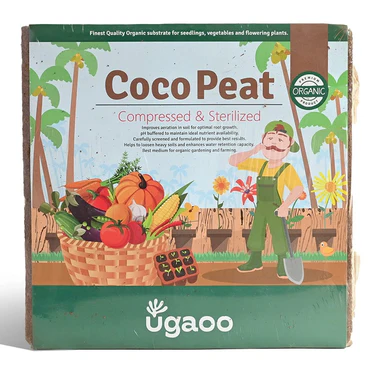 Finest Quality Organic substrate for seedlings, vegetables and flowering plants.
PREMIUM
ORGANIC
PRODUCT
Coco Peat
Compressed & Sterilized
Improves aeration in soil for optimal root growth,
pH buffered to maintain ideal nutrient availability.
Carefully screened and formulated to provide best results.
Helps to loosen heavy soils and enhances water retention capacity.
Best medium for organic gardening and farming.
ugaoo